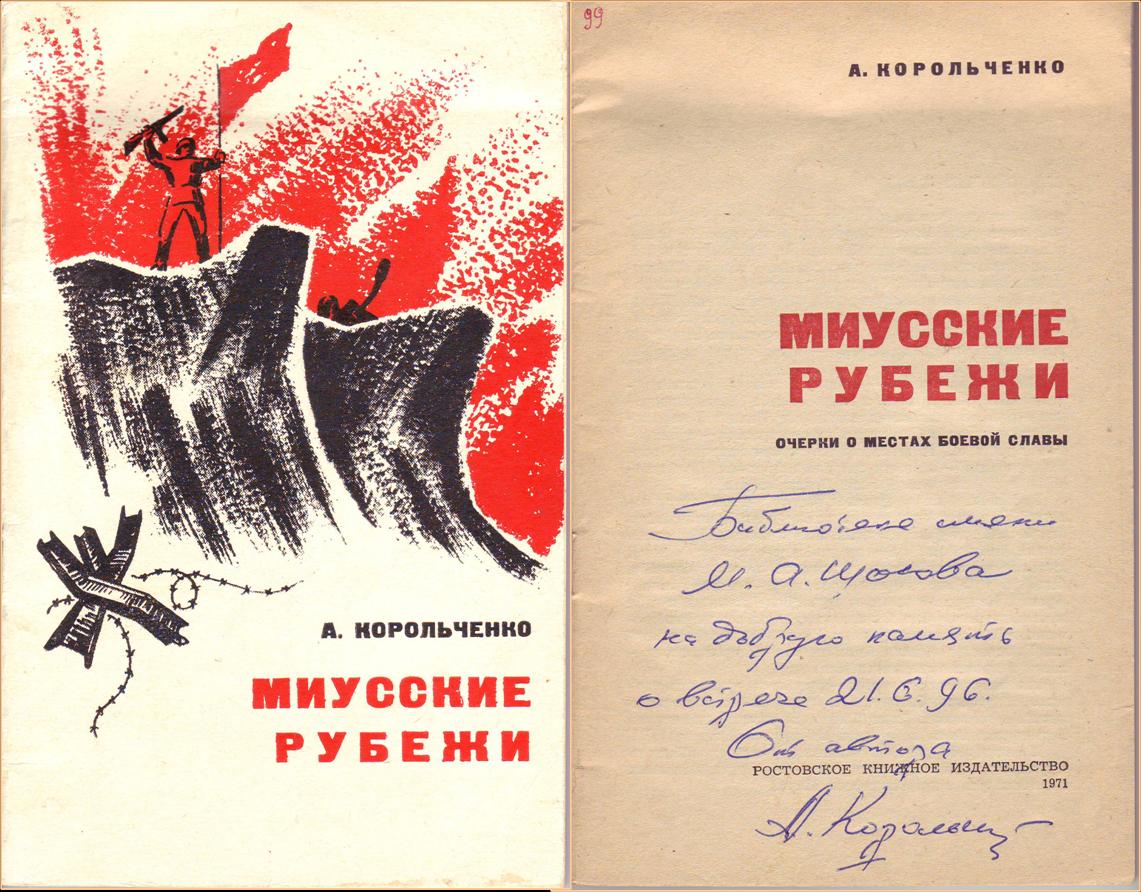 А. КОРОЛЬЧЕНКО
МИУССКИЕ
РУБЕЖИ
99
А. КОРОЛЬЧЕНКО
МИУССКИЕ
РУБЕЖИ
ОЧЕРКИ О МЕСТАХ БОЕВОЙ СЛАВЫ
Библиотеке имени
М. А. Шолохова
на добрую память
о встрече 21.6.96.
От автора
РОСТОВСКОЕ КНИЖНОЕ ИЗДАТЕЛЬСТВО
1971
А. Корольч